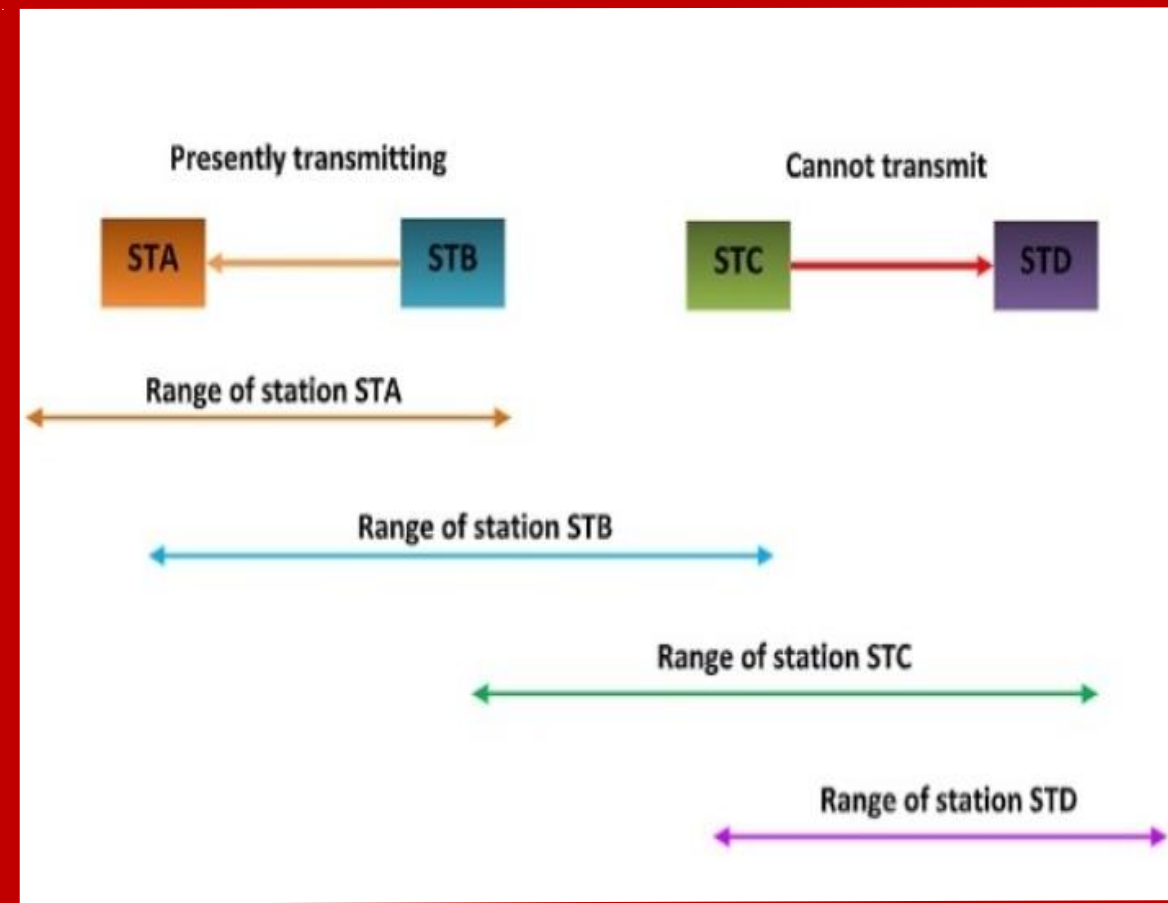 Presently transmitting
Cannot transmit
STA
STB
STC
STD
Range of station STA
Range of station STB
Range of station STC
Range of station STD